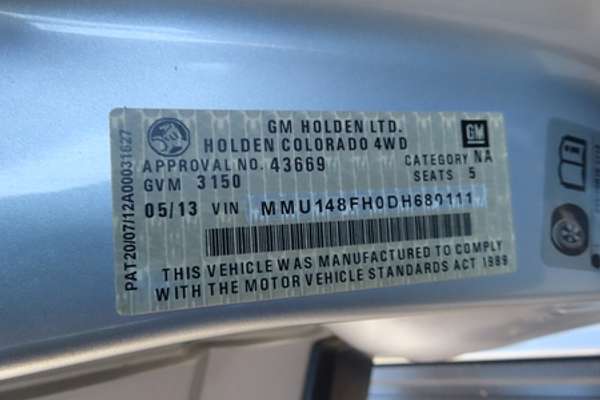 GM HOLDEN LTD.
HOLDEN COLORADO 4WD
GM
APPROVAL NO. 43669
CATEGORY NA
GVM 3150
SEATS 5
05/13 VIN MMU148FH0DH680111
THIS VEHICLE WAS MANUFACTURED TO COMPLY
WITH THE MOTOR VEHICLE STANDARDS ACT 1989
PAT20/07/12A00031627